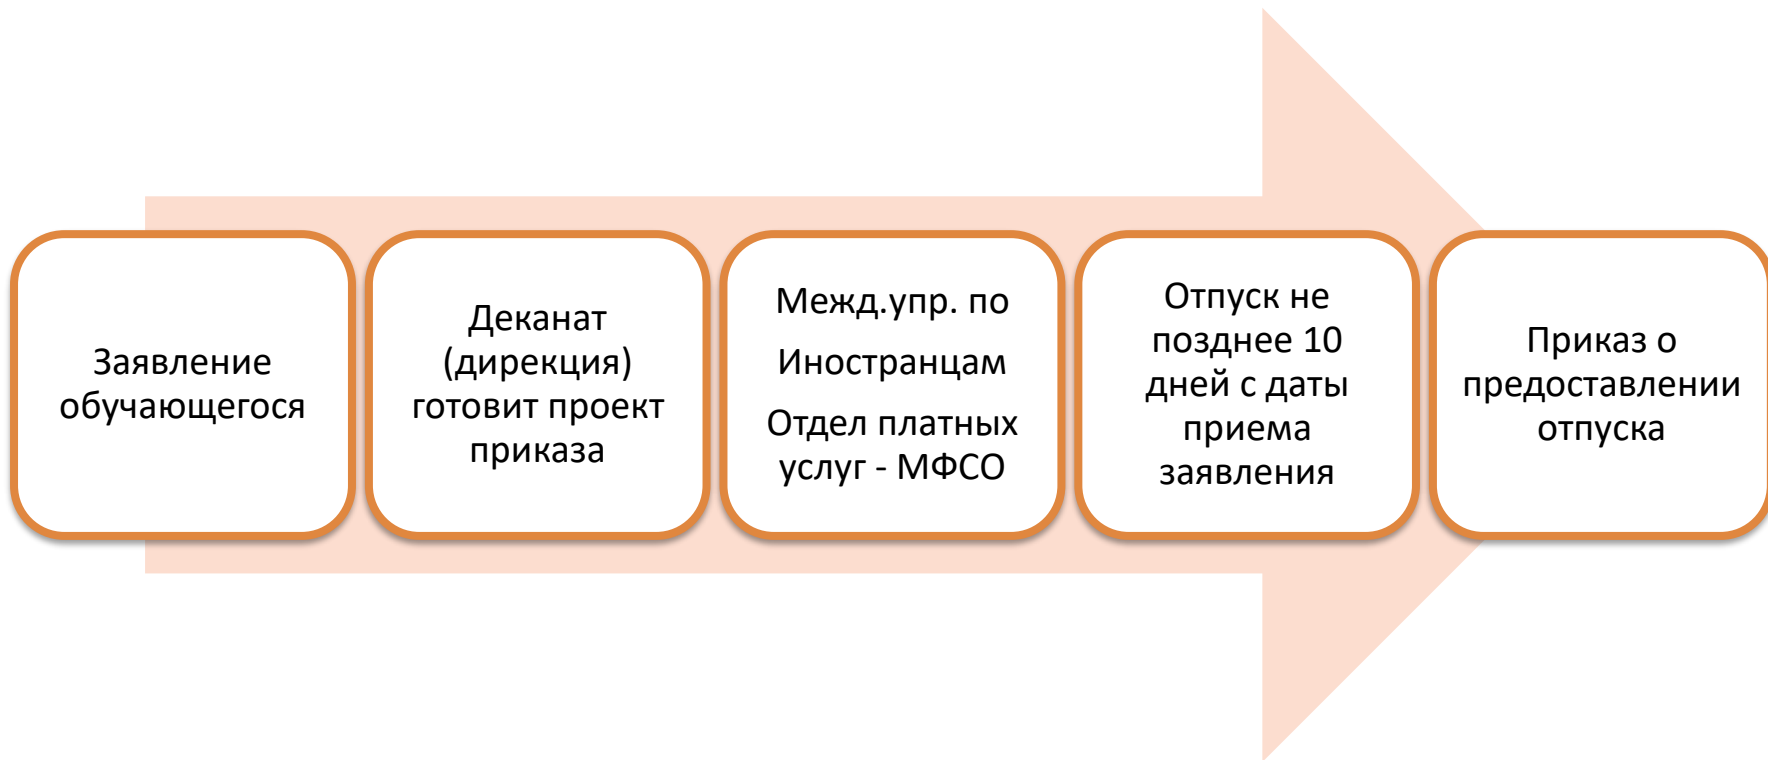 Заявление
обучающегося
Деканат
(дирекция)
готовит проект
приказа
Межд.упр. по
Иностранцам
Отдел платных
услуг - МФСО
Отпуск не
позднее 10
дней с даты
приема
заявления
Приказ о
предоставлении
отпуска